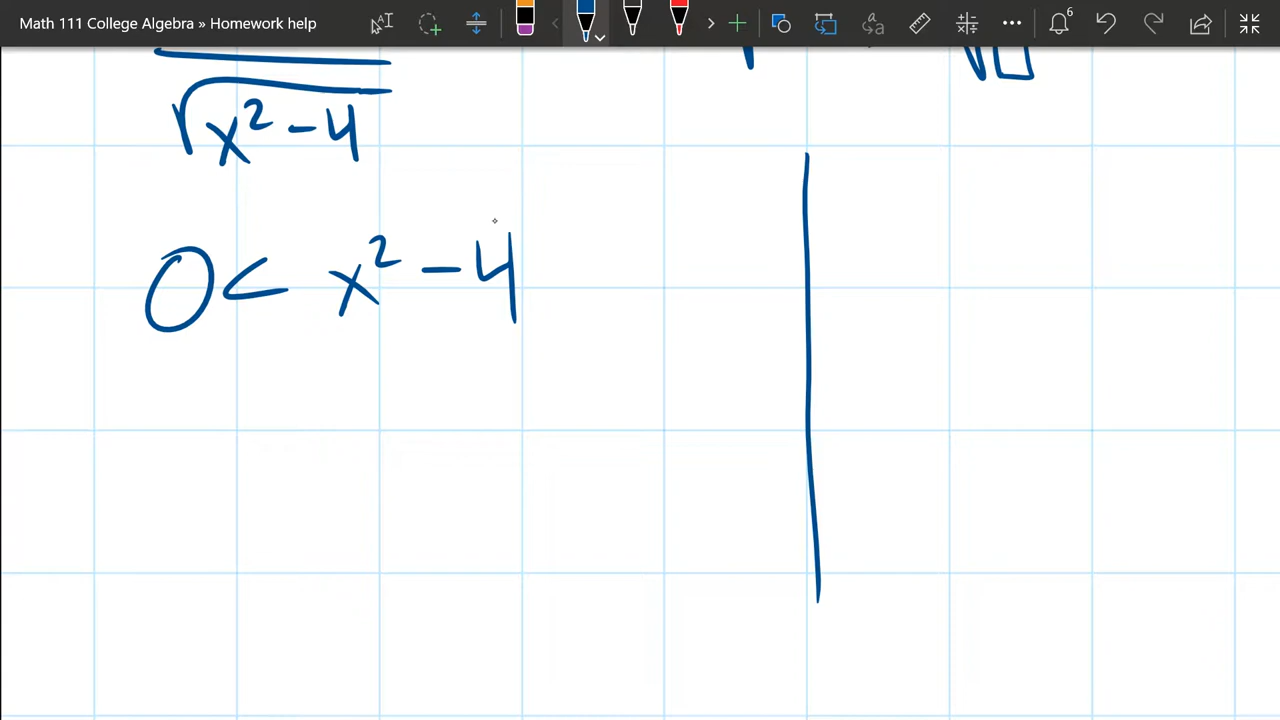 Math 111 College Algebra » Homework help
6
√x² - 4
0 < x² - 4